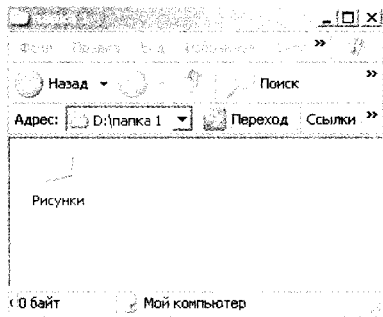 Назад Поиск »
Адрес: D:\папка 1 Переход Ссылки »
Рисунки
0 байт Мой компьютер